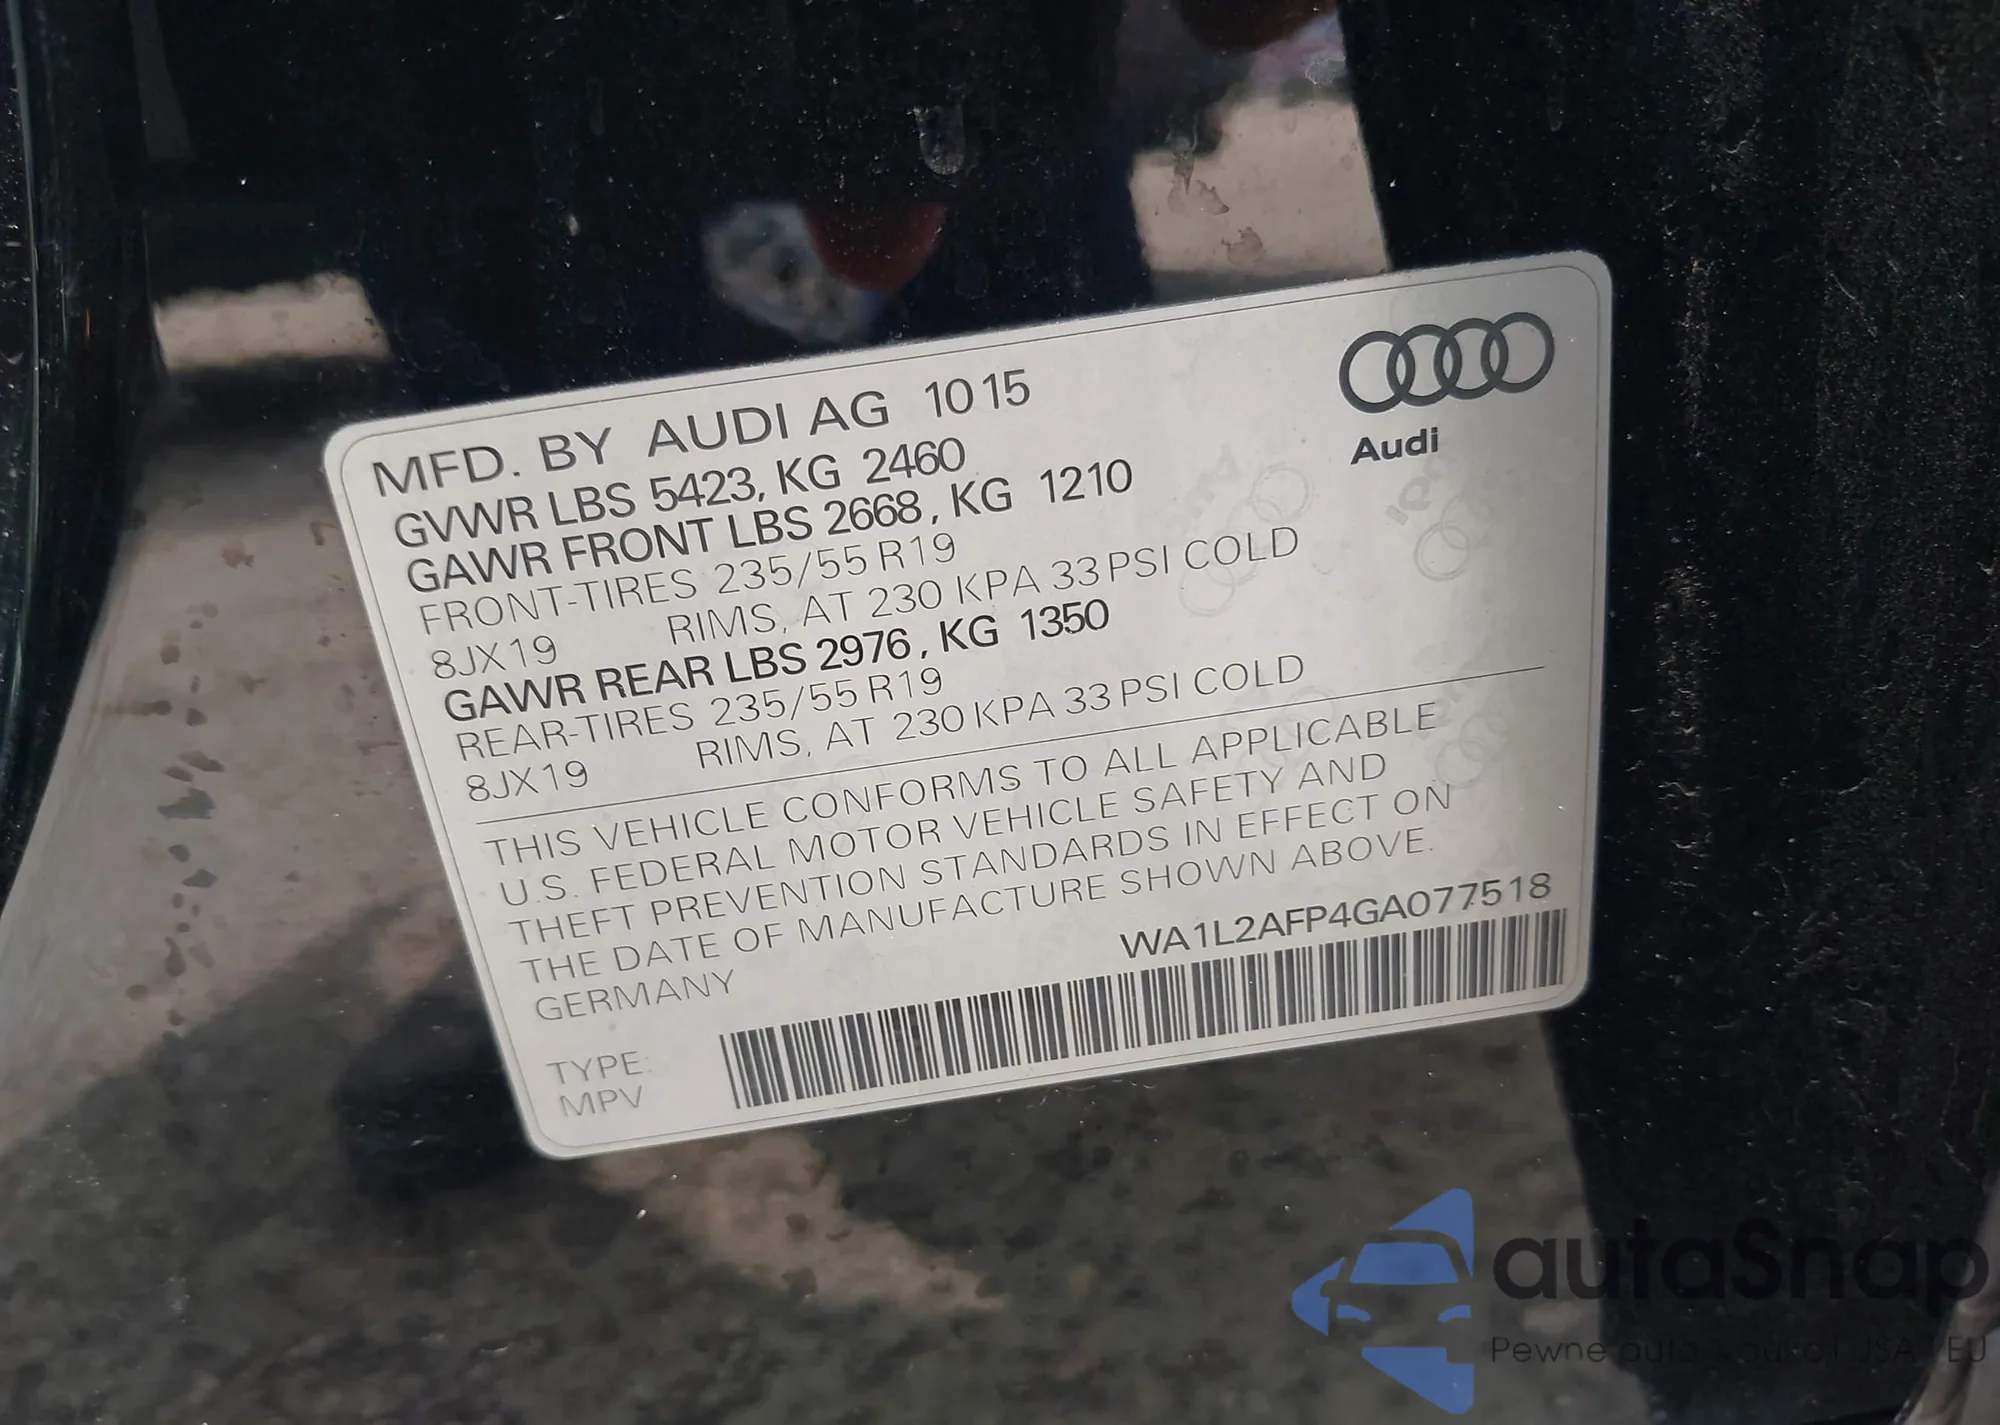 MFD. BY AUDI AG 10 15
GVWR LBS 5423, KG 2460
GAWR FRONT LBS 2668, KG 1210
FRONT-TIRES 235/55 R19
8JX19 RIMS, AT 230 KPA 33 PSI COLD
GAWR REAR LBS 2976, KG 1350
REAR-TIRES 235/55 R19
8JX19 RIMS, AT 230 KPA 33 PSI COLD
Audi
THIS VEHICLE CONFORMS TO ALL APPLICABLE
U.S. FEDERAL MOTOR VEHICLE SAFETY AND
THEFT PREVENTION STANDARDS IN EFFECT ON
THE DATE OF MANUFACTURE SHOWN ABOVE.
GERMANY
WA1L2AFP4GA077518
TYPE:
MPV
autaSnap
Pewne auto USA EU